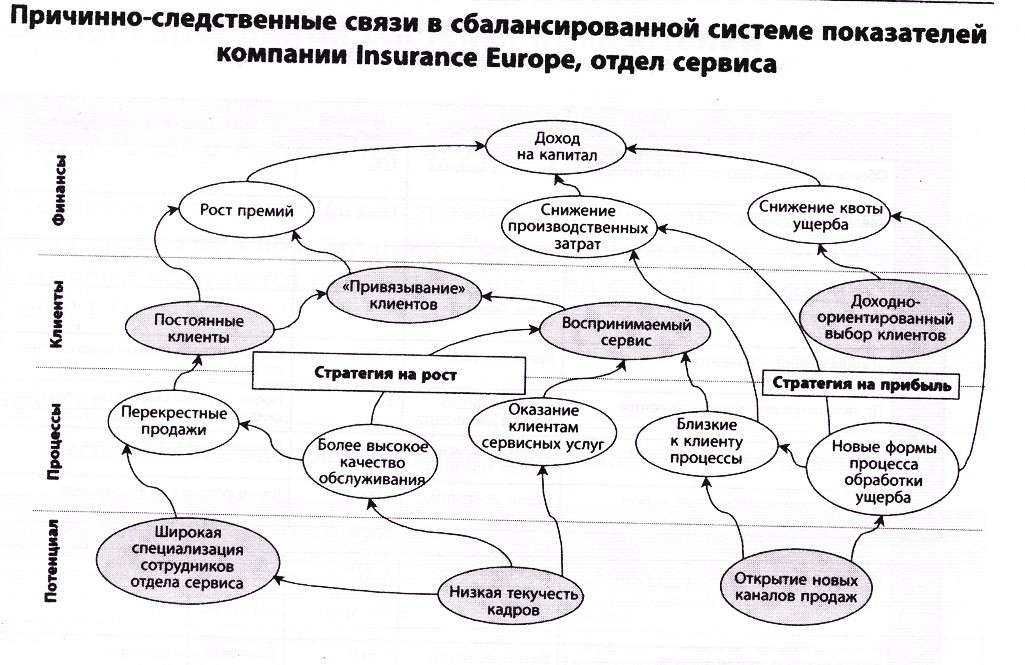 Причинно-следственные связи в сбалансированной системе показателей
компании Insurance Europe, отдел сервиса
Финансы
Доход
на капитал
Рост премий
Снижение
производственных
затрат
Снижение квоты
ущерба
Клиенты
«Привязывание»
клиентов
Постоянные
клиенты
Воспринимаемый
сервис
Доходно-
ориентированный
выбор клиентов
Стратегия на рост
Стратегия на прибыль
Процессы
Перекрестные
продажи
Более высокое
качество
обслуживания
Оказание
клиентам
сервисных услуг
Близкие
к клиенту
процессы
Новые формы
процесса
обработки
ущерба
Потенциал
Широкая
специализация
сотрудников
отдела сервиса
Низкая текучесть
кадров
Открытие новых
каналов продаж